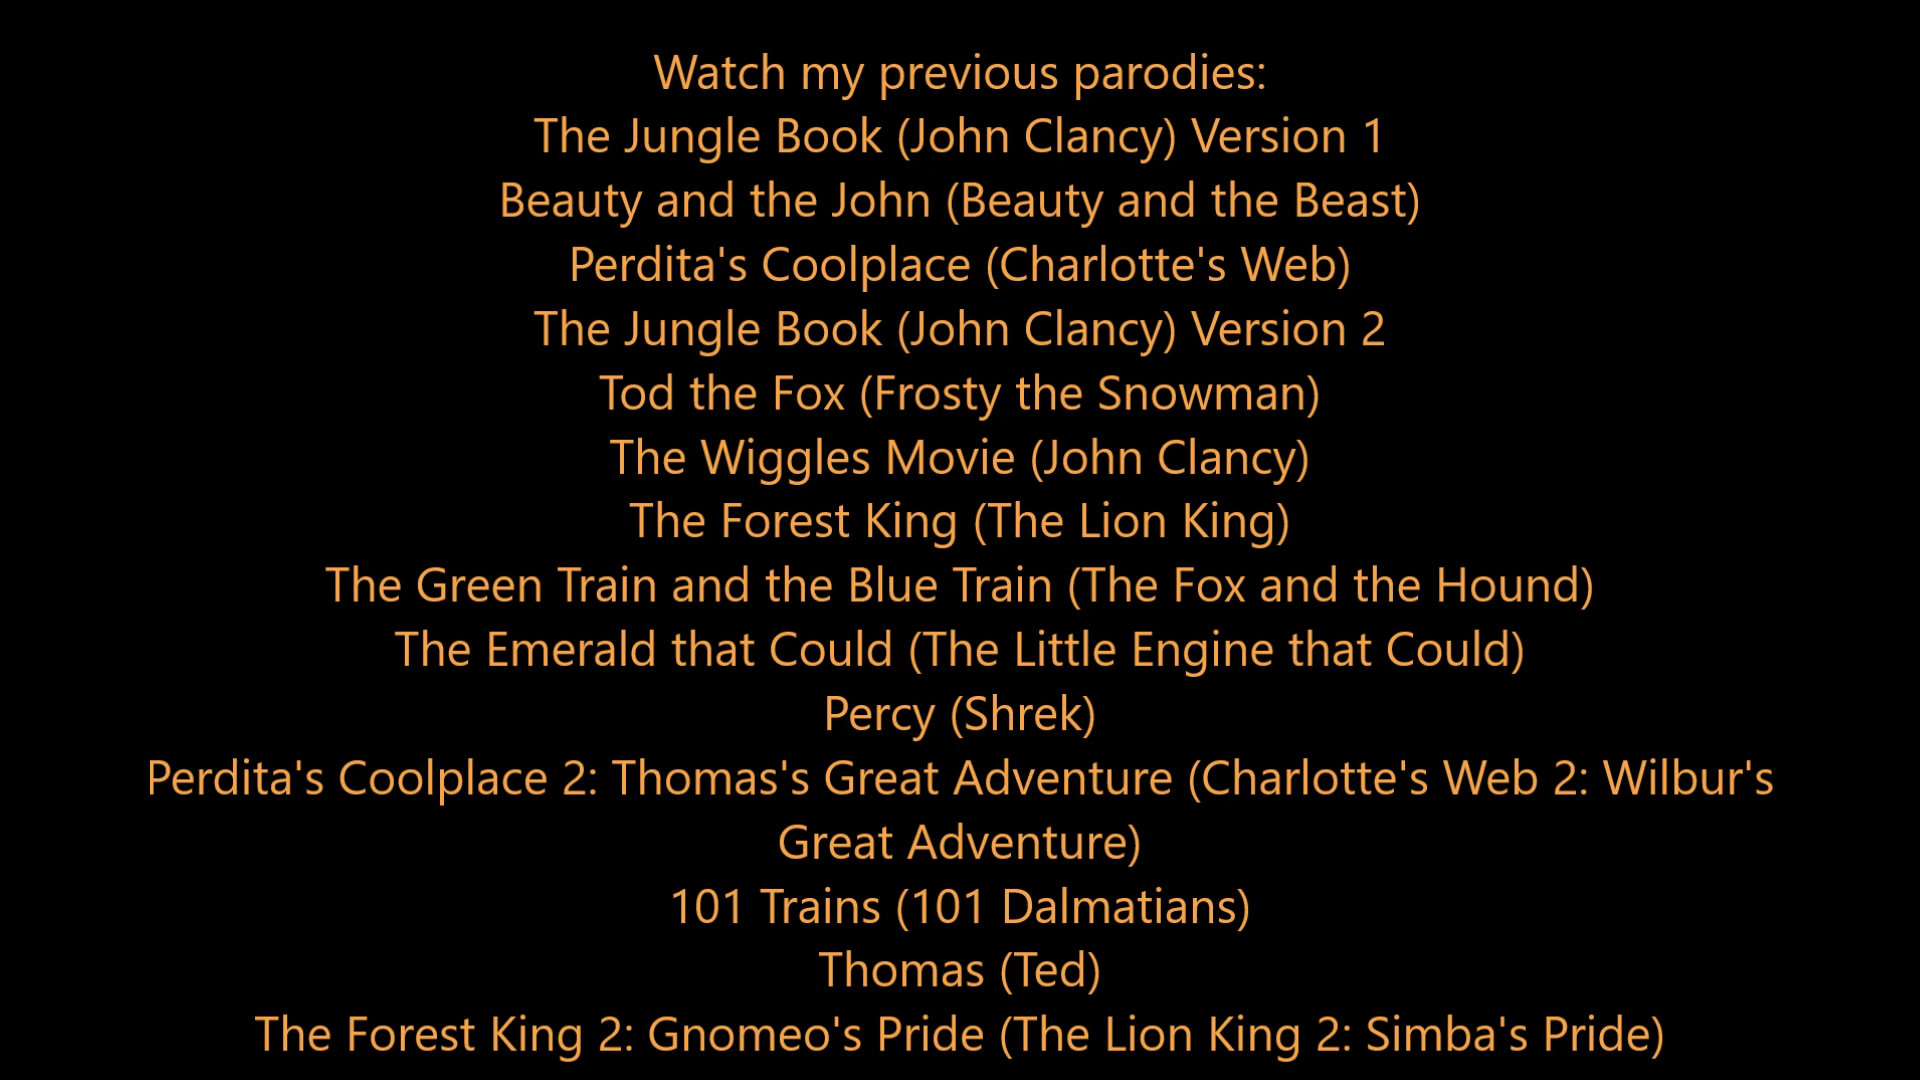 Watch my previous parodies:
The Jungle Book (John Clancy) Version 1
Beauty and the John (Beauty and the Beast)
Perdita's Coolplace (Charlotte's Web)
The Jungle Book (John Clancy) Version 2
Tod the Fox (Frosty the Snowman)
The Wiggles Movie (John Clancy)
The Forest King (The Lion King)
The Green Train and the Blue Train (The Fox and the Hound)
The Emerald that Could (The Little Engine that Could)
Percy (Shrek)
Perdita's Coolplace 2: Thomas's Great Adventure (Charlotte's Web 2: Wilbur's
Great Adventure)
101 Trains (101 Dalmatians)
Thomas (Ted)
The Forest King 2: Gnomeo's Pride (The Lion King 2: Simba's Pride)